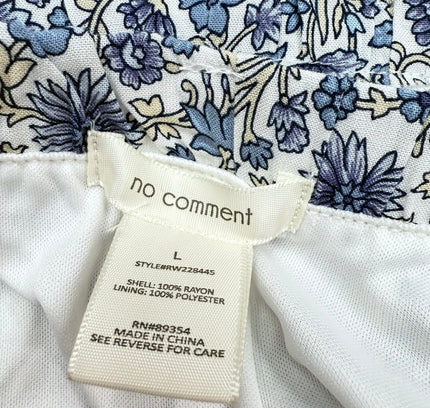 no comment
L
STYLE#RW228445
SHELL: 100% RAYON
LINING: 100% POLYESTER
RN#89354
MADE IN CHINA
SEE REVERSE FOR CARE